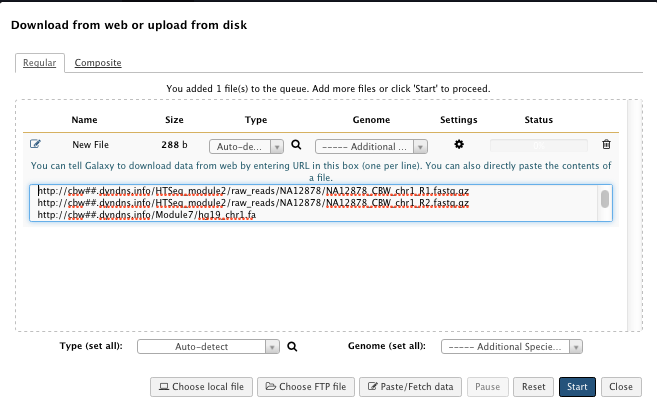 Download from web or upload from disk
Regular Composite
You added 1 file(s) to the queue. Add more files or click 'Start' to proceed.
Name Size Type Genome Settings Status
New File 288 b Auto-de... ----- Additional ...
You can tell Galaxy to download data from web by entering URL in this box (one per line). You can also directly paste the contents of
a file.
http://cbw##.dyndns.info/HTSeq_module2/raw_reads/NA12878/NA12878_CBW_chr1_R1.fastq.gz
http://cbw##.dyndns.info/HTSeq_module2/raw_reads/NA12878/NA12878_CBW_chr1_R2.fastq.gz
http://cbw##.dyndns.info/Module7/hg19_chr1.fa
Type (set all): Auto-detect Genome (set all): ----- Additional Specie...
Choose local file Choose FTP file Paste/Fetch data Pause Reset Start Close